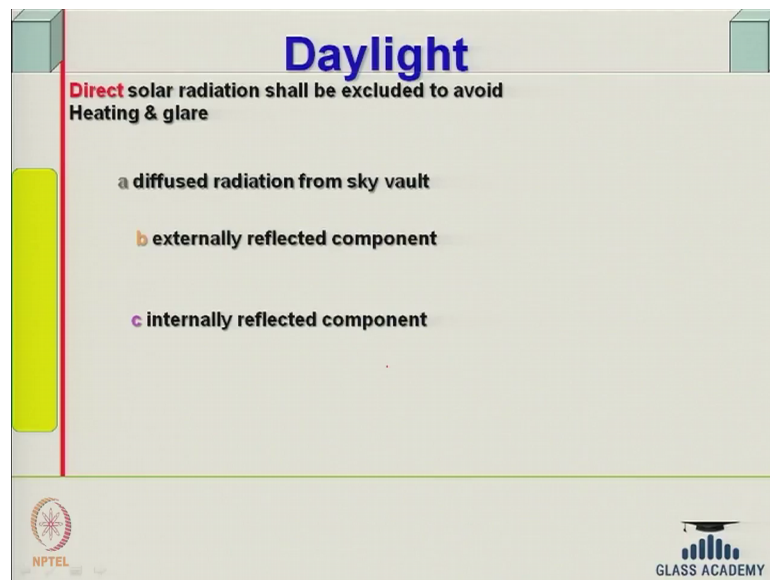 Daylight
Direct solar radiation shall be excluded to avoid
Heating & glare
a diffused radiation from sky vault
b externally reflected component
c internally reflected component
NPTEL
GLASS ACADEMY